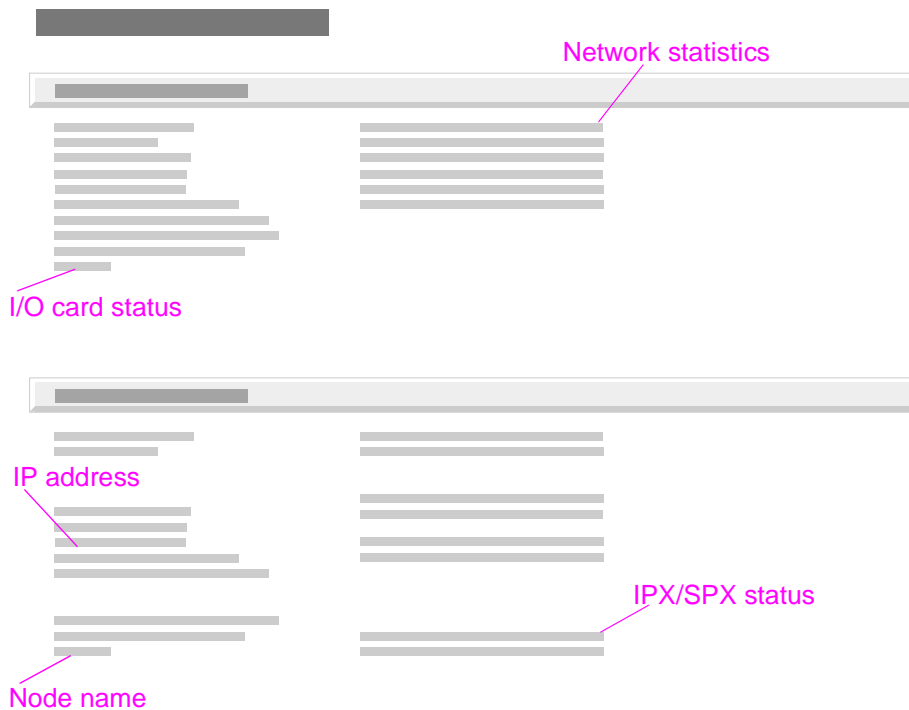 Network statistics
I/O card status
IP address
IPX/SPX status
Node name